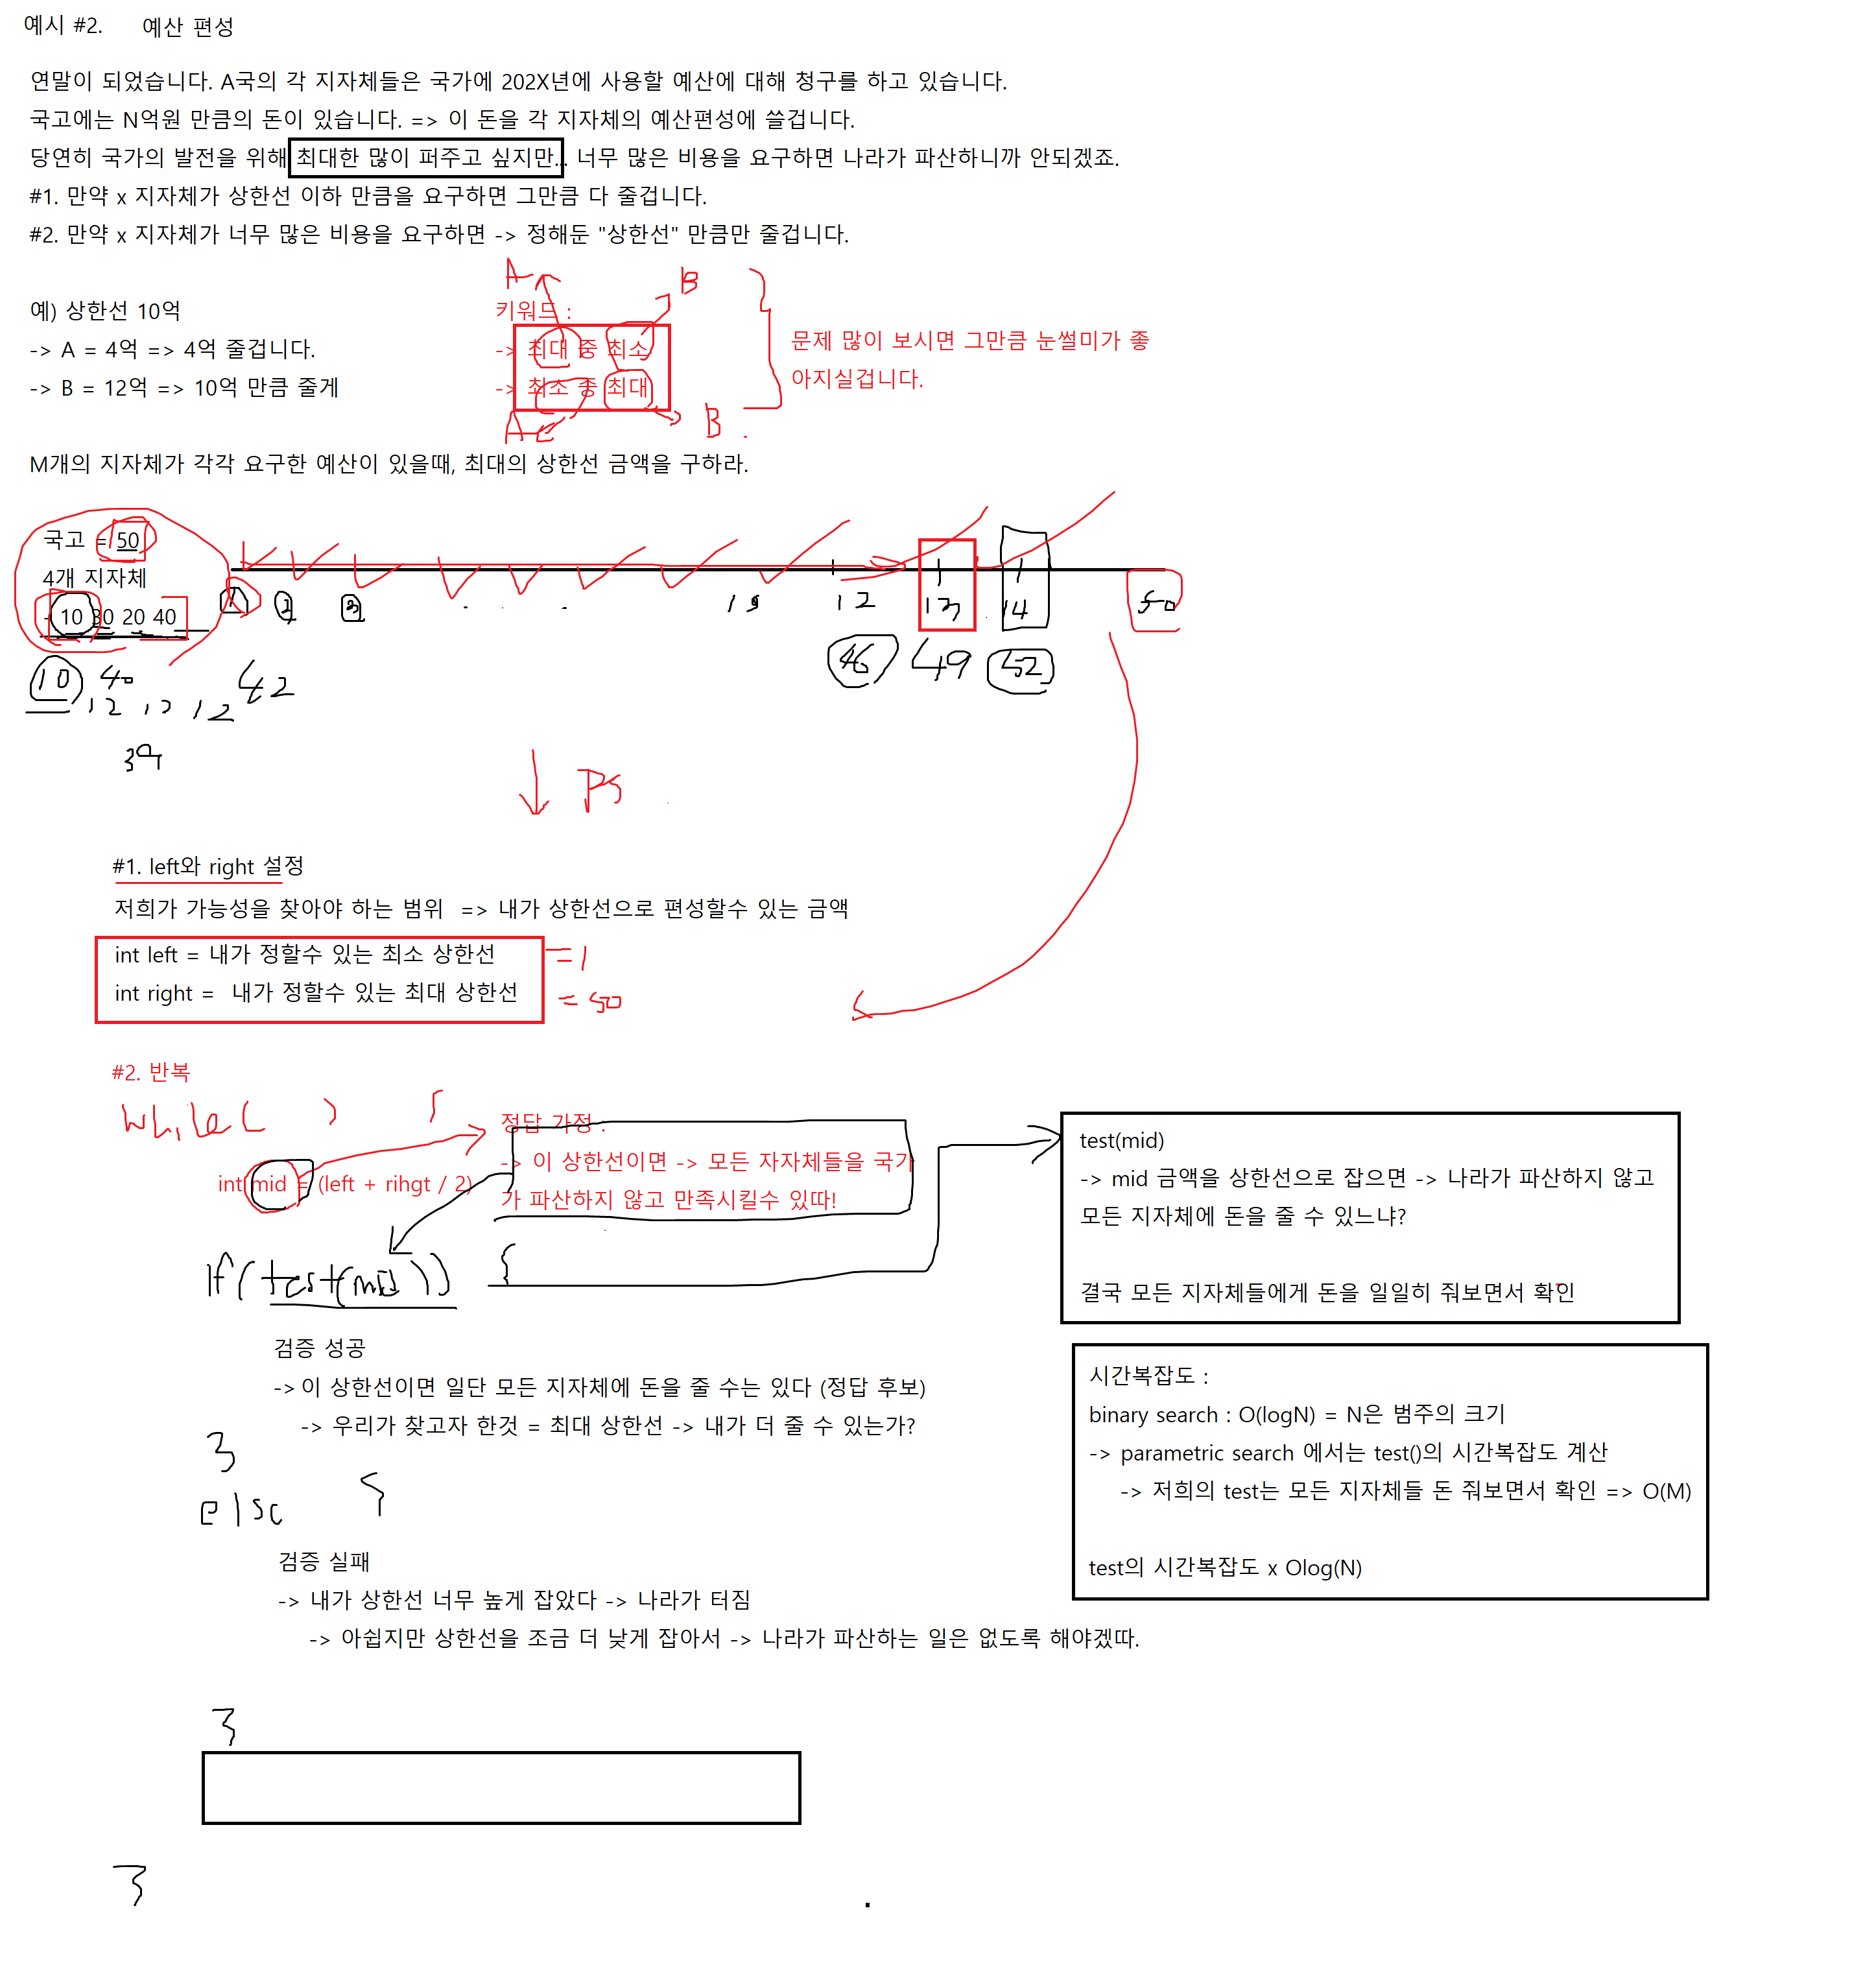 예시 #2. 예산 편성
연말이 되었습니다. A국의 각 지자체들은 국가에 202X년에 사용할 예산에 대해 청구를 하고 있습니다.
국고에는 N억원 만큼의 돈이 있습니다. => 이 돈을 각 지자체의 예산편성에 쓸겁니다.
당연히 국가의 발전을 위해 최대한 많이 퍼주고 싶지만... 너무 많은 비용을 요구하면 나라가 파산하니까 안되겠죠.
#1. 만약 x 지자체가 상한선 이하 만큼을 요구하면 그만큼 다 줄겁니다.
#2. 만약 x 지자체가 너무 많은 비용을 요구하면 -> 정해둔 "상한선" 만큼만 줄겁니다.
A B
예) 상한선 10억
-> A = 4억 => 4억 줄겁니다.
-> B = 12억 => 10억 만큼 줄게
키워드 :
-> 최대 중 최소
-> 최소 중 최대
A B
문제 많이 보시면 그만큼 눈썰미가 좋
아지실겁니다.
M개의 지자체가 각각 요구한 예산이 있을때, 최대의 상한선 금액을 구하라.
국고 = 50
4개 지자체
- 10 30 20 40
1 2 3 . . . 12 13 14 50
46 49 52
10 40 42
12 12 12
39
PS
#1. left와 right 설정
저희가 가능성을 찾아야 하는 범위 => 내가 상한선으로 편성할수 있는 금액
int left = 내가 정할수 있는 최소 상한선 = 1
int right = 내가 정할수 있는 최대 상한선 = 50
#2. 반복
while( ) {
int mid = (left + rihgt / 2)
정답 가정 :
-> 이 상한선이면 -> 모든 자자체들을 국가
가 파산하지 않고 만족시킬수 있따!
if(test(mid)) {
test(mid)
-> mid 금액을 상한선으로 잡으면 -> 나라가 파산하지 않고
모든 지자체에 돈을 줄 수 있느냐?
결국 모든 지자체들에게 돈을 일일히 줘보면서 확인
검증 성공
-> 이 상한선이면 일단 모든 지자체에 돈을 줄 수는 있다 (정답 후보)
-> 우리가 찾고자 한것 = 최대 상한선 -> 내가 더 줄 수 있는가?
}
else {
검증 실패
-> 내가 상한선 너무 높게 잡았다 -> 나라가 터짐
-> 아쉽지만 상한선을 조금 더 낮게 잡아서 -> 나라가 파산하는 일은 없도록 해야겠따.
}
}
시간복잡도 :
binary search : O(logN) = N은 범주의 크기
-> parametric search 에서는 test()의 시간복잡도 계산
-> 저희의 test는 모든 지자체들 돈 줘보면서 확인 => O(M)
test의 시간복잡도 x Olog(N)